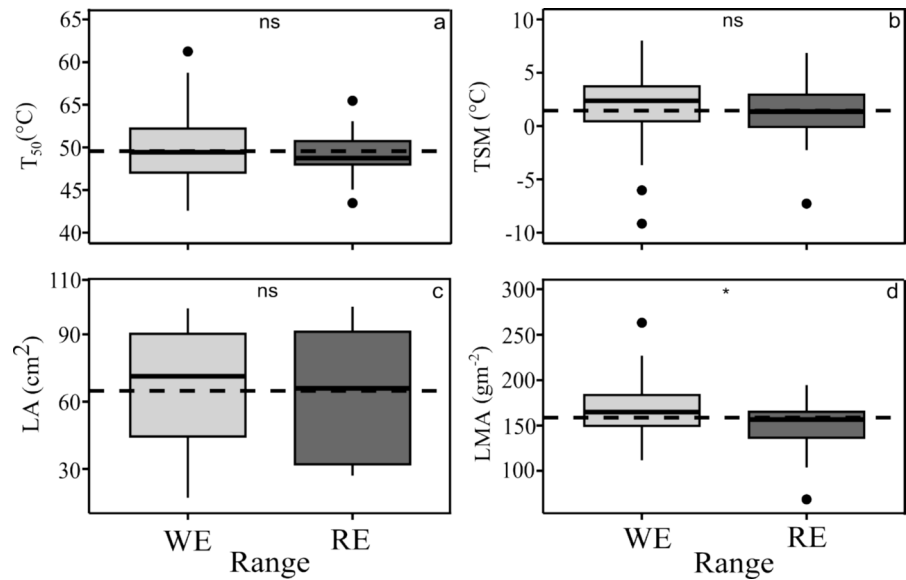 65
60
55
50
45
40
T50(°C)
ns
a
10
5
0
-5
-10
TSM (°C)
ns
b
110
90
60
30
LA (cm2)
ns
c
WE
RE
Range
300
250
200
150
100
LMA (gm-2)
*
d
WE
RE
Range